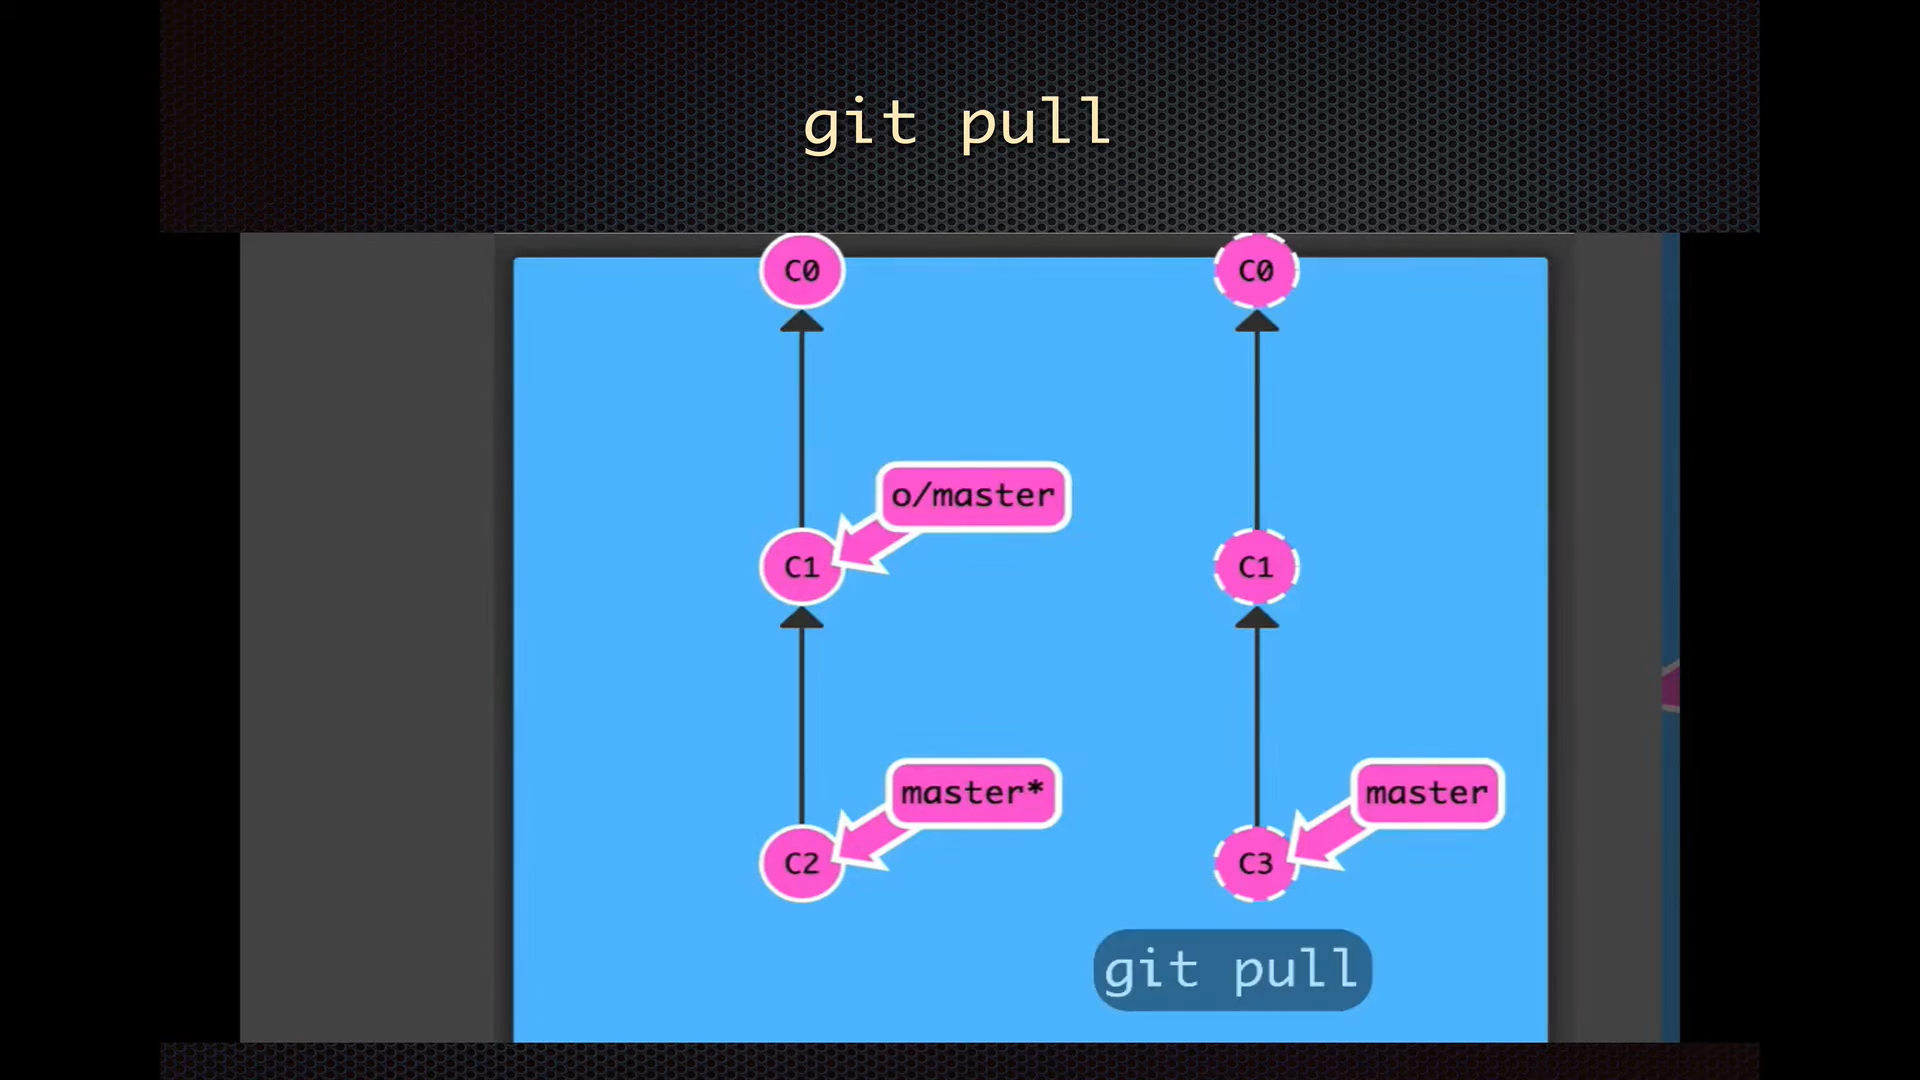 git pull
C0
C0
o/master
C1
C1
master*
master
C2
C3
git pull